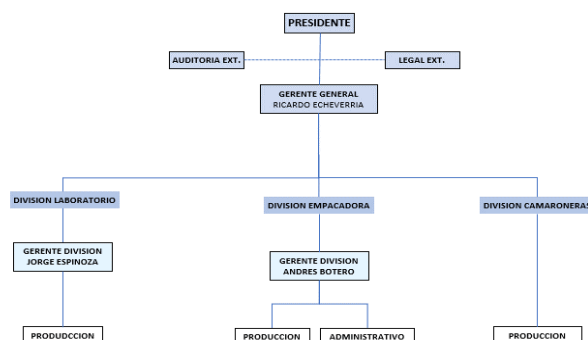 PRESIDENTE
AUDITORIA EXT.
LEGAL EXT.
GERENTE GENERAL
RICARDO ECHEVERRIA
DIVISION LABORATORIO
DIVISION EMPACADORA
DIVISION CAMARONERAS
GERENTE DIVISION
JORGE ESPINOZA
GERENTE DIVISION
ANDRES BOTERO
PRODUDCCION
PRODUCCION
ADMINISTRATIVO
PRODUCCION